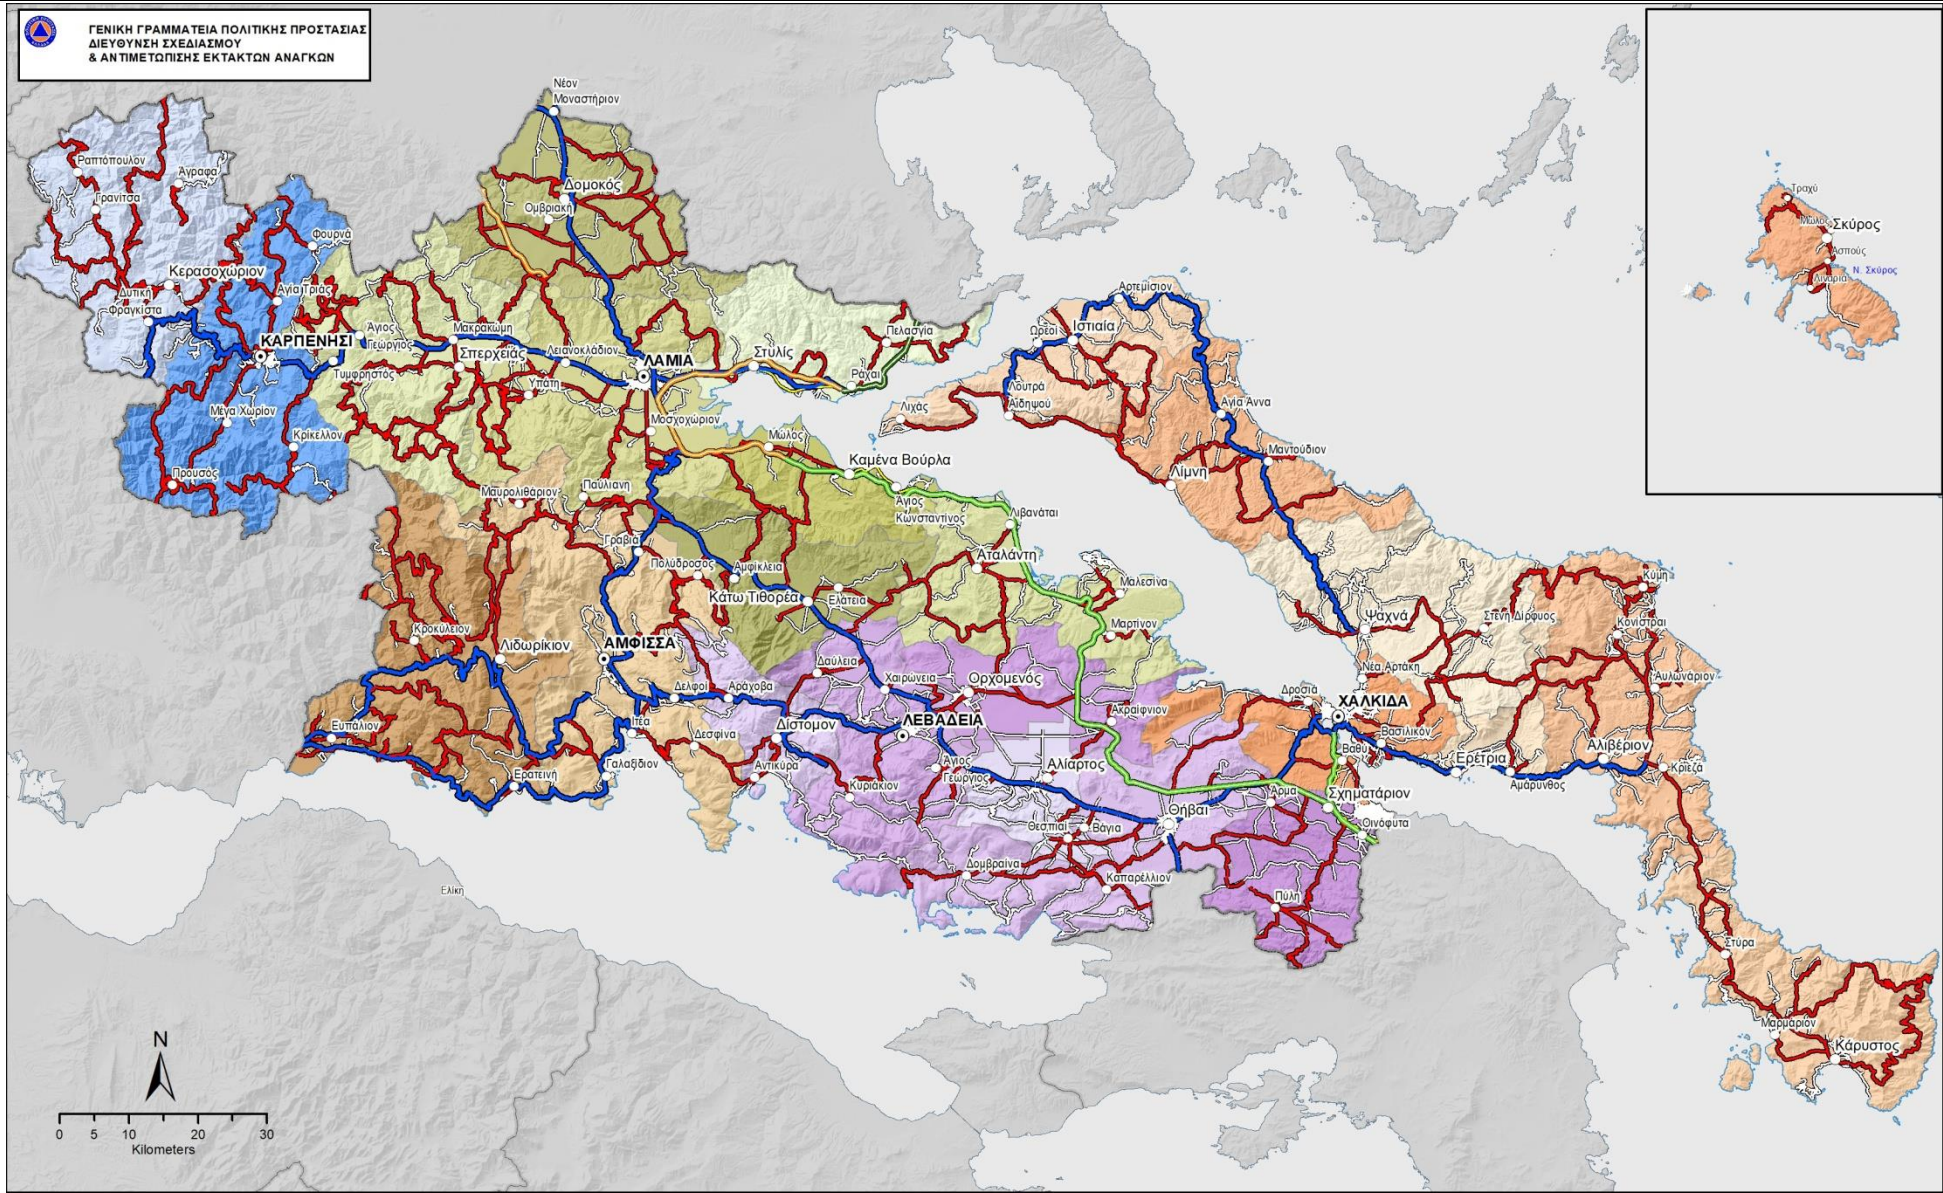 ΓΕΝΙΚΗ ΓΡΑΜΜΑΤΕΙΑ ΠΟΛΙΤΙΚΗΣ ΠΡΟΣΤΑΣΙΑΣ
ΔΙΕΥΘΥΝΣΗ ΣΧΕΔΙΑΣΜΟΥ
& ΑΝΤΙΜΕΤΩΠΙΣΗΣ ΕΚΤΑΚΤΩΝ ΑΝΑΓΚΩΝ
Νέον
Μοναστήριον
Ραπτόπουλον
Άγραφα
Γρανίτσα
Δομοκός
Ομβριακή
Φουρνά
Κερασοχώριον
Δυτική
Φραγκίστα
Αγία Τριάς
ΚΑΡΠΕΝΗΣΙ
Άγιος
Γεώργιος
Μακρακώμη
Σπερχειάς
Λειανοκλάδιον
ΛΑΜΙΑ
Στυλίς
Πελασγία
Ράχαι
Τυμφρηστός
Υπάτη
Μέγα Χωρίον
Κρίκελλον
Προυσός
Μοσχοχώριον
Μώλος
Καμένα Βούρλα
Άγιος
Κωνσταντίνος
Λιβανάται
Μαυρολιθάριον
Παύλιανη
Γραβιά
Πολύδροσος
Αμφίκλεια
Κάτω Τιθορέα
Ελάτεια
Αταλάντη
Μαλεσίνα
Μαρτίνον
Κροκύλειον
Λιδωρίκιον
ΑΜΦΙΣΣΑ
Δελφοί
Αράχοβα
Δαύλεια
Χαιρώνεια
Ορχομενός
Ακραίφνιον
Ευπάλιον
Ιτέα
Δεσφίνα
Δίστομον
ΛΕΒΑΔΕΙΑ
Ερατεινή
Γαλαξίδιον
Αντίκυρα
Κυριάκιον
Άγιος
Γεώργιος
Αλίαρτος
Θεσπιαί
Βάγια
Θήβαι
Άρμα
Σχηματάριον
Οινόφυτα
Δομβραίνα
Καπαρέλλιον
Πύλη
Αρτεμίσιον
Ωρεοί
Ιστιαία
Λουτρά
Αιδηψού
Λιχάς
Αγία Άννα
Μαντούδιον
Λίμνη
Ψαχνά
Στενή Δίρφυος
Κύμη
Κονίστραι
Αυλωνάριον
Νέα Αρτάκη
Δροσιά
ΧΑΛΚΙΔΑ
Βασιλικόν
Βαθύ
Ερέτρια
Αμάρυνθος
Αλιβέριον
Κριεζά
Στύρα
Μαρμάριον
Κάρυστος
Τραχύ
Μώλος
Σκύρος
Ασπούς
Ν. Σκύρος
Λιναριά
Ελίκη
N
0 5 10 20 30
Kilometers